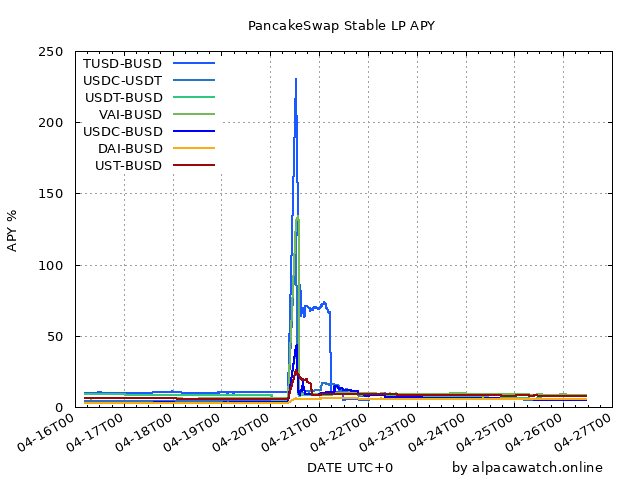 PancakeSwap Stable LP APY
250
200
150
100
50
0
APY %
TUSD-BUSD
USDC-USDT
USDT-BUSD
VAI-BUSD
USDC-BUSD
DAI-BUSD
UST-BUSD
04-16T00
04-17T00
04-18T00
04-19T00
04-20T00
04-21T00
04-22T00
04-23T00
04-24T00
04-25T00
04-26T00
04-27T00
DATE UTC+0
by alpacawatch.online